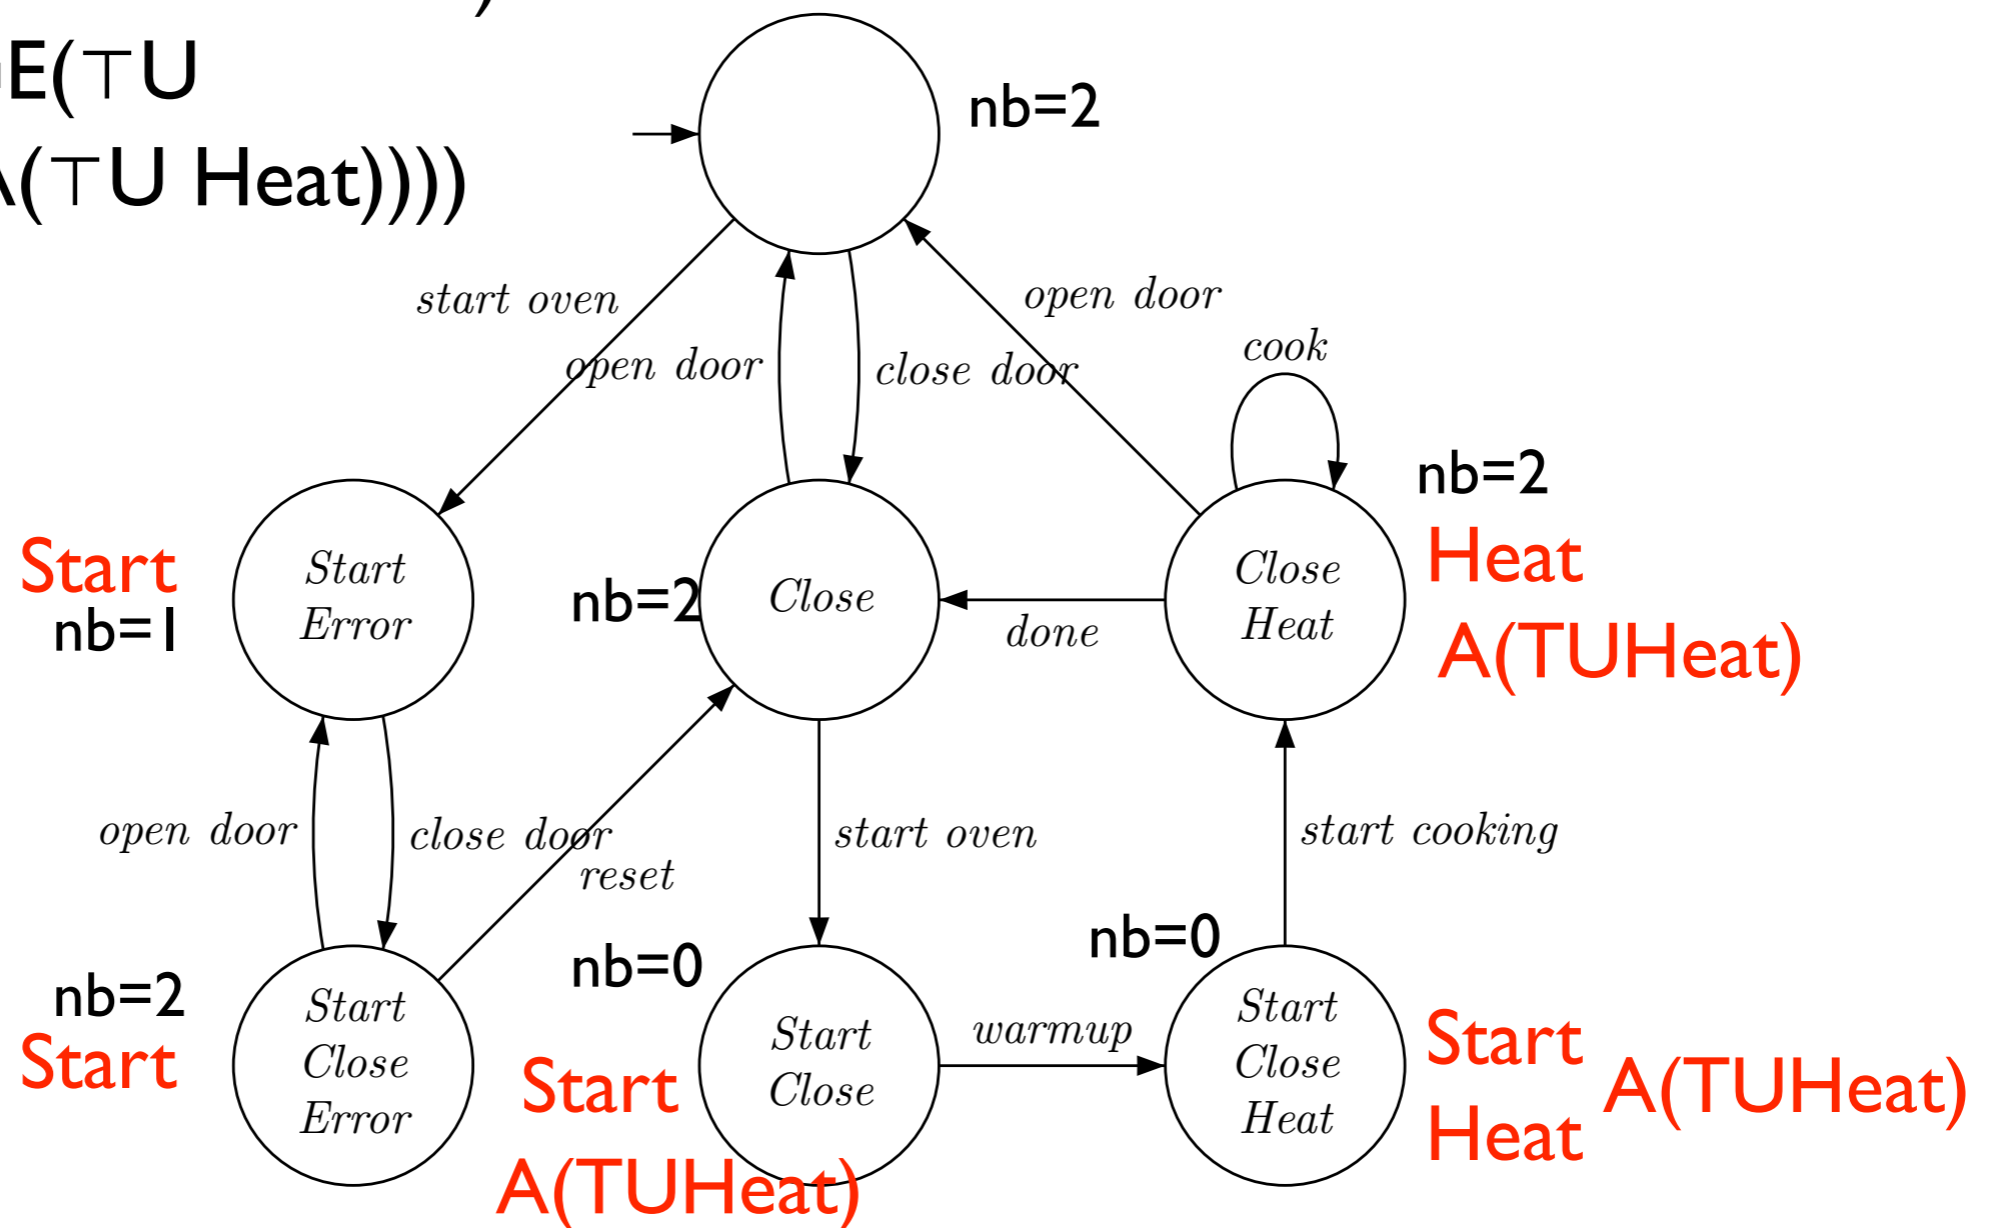 )
E(⊤U
A(⊤U Heat))))
nb=2
start oven
open door
close door
open door
cook
nb=2
Heat
A(TUHeat)
Start
nb=1
Start
Error
nb=2
Close
Close
Heat
done
open door
close door
reset
start oven
start cooking
nb=2
Start
Start
Close
Error
nb=0
Start
Close
Start
A(TUHeat)
warmup
nb=0
Start
Close
Heat
Start
Heat
A(TUHeat)